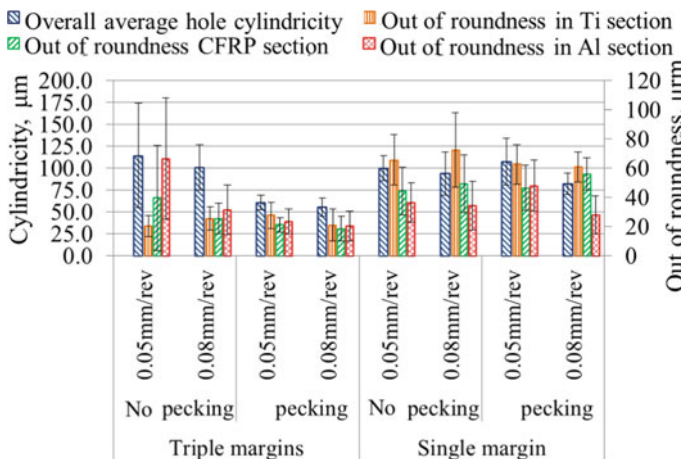 Overall average hole cylindricity
Out of roundness in Ti section
Out of roundness CFRP section
Out of roundness in Al section
Cylindricity, μm
200.0
175.0
150.0
125.0
100.0
75.0
50.0
25.0
0.0
120
100
80
60
40
20
0
Out of roundness, μrm
0.05mm/rev
0.08mm/rev
0.05mm/rev
0.08mm/rev
0.05mm/rev
0.08mm/rev
0.05mm/rev
0.08mm/rev
No pecking
pecking
No pecking
pecking
Triple margins
Single margin